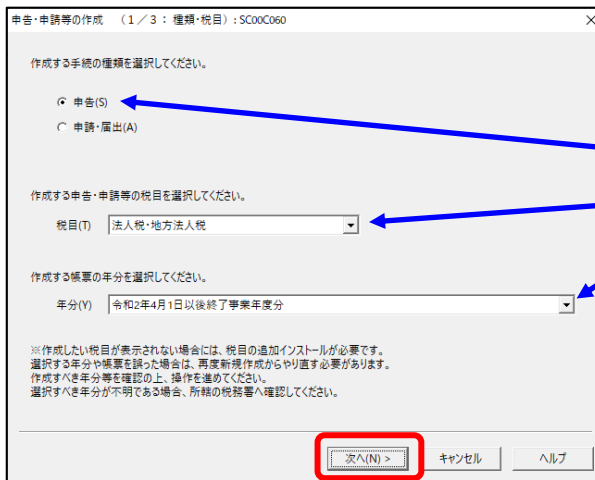 申告・申請等の作成　（１／３：種類・税目）：SC00C060
作成する手続の種類を選択してください。
申告(S)
申請・届出(A)
作成する申告・申請等の税目を選択してください。
税目(T)　法人税・地方法人税
作成する帳票の年分を選択してください。
年分(Y)　令和2年4月1日以後終了事業年度分
※作成したい税目が表示されない場合には、税目の追加インストールが必要です。
選択する年分や帳票を誤った場合は、再度新規作成からやり直す必要があります。
作成すべき年分等を確認の上、操作を進めてください。
選択すべき年分が不明である場合、所轄の税務署へ確認してください。
次へ(N) >　キャンセル　ヘルプ